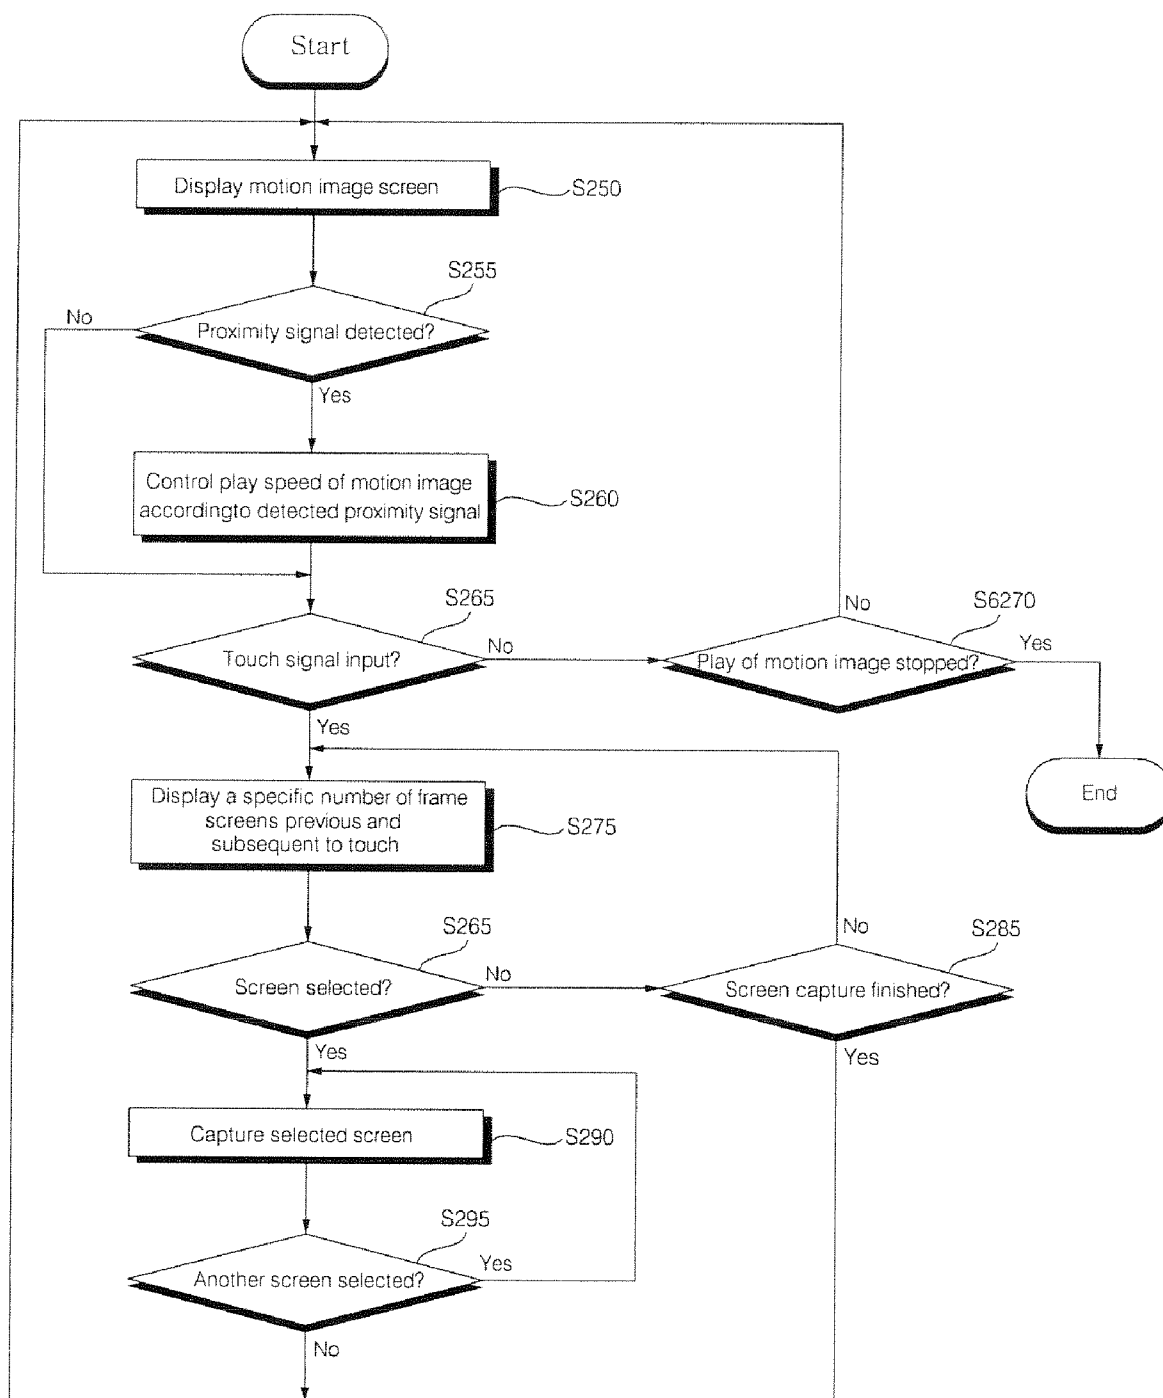 Start
Display motion image screen
S250
S255
No
Proximity signal detected?
Yes
Control play speed of motion image
accordingto detected proximity signal
S260
S265
Touch signal input?
No
Yes
No
S6270
Play of motion image stopped?
Yes
End
Display a specific number of frame
screens previous and
subsequent to touch
S275
S265
Screen selected?
No
Yes
No
S285
Screen capture finished?
Yes
Capture selected screen
S290
S295
Another screen selected?
Yes
No